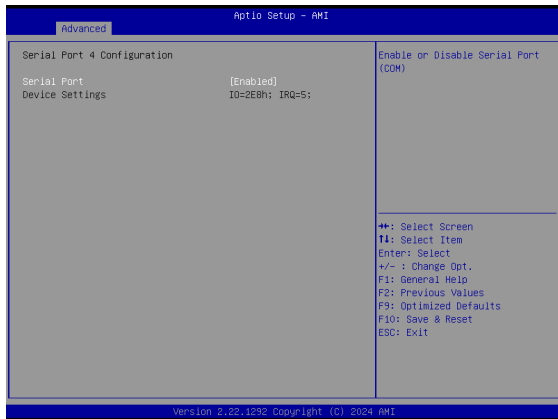 Aptio Setup - AMI
Advanced
Serial Port 4 Configuration
Serial Port [Enabled]
Device Settings IO=2E8h; IRQ=5;
Enable or Disable Serial Port
(COM)
→←: Select Screen
↑↓: Select Item
Enter: Select
+/- : Change Opt.
F1: General Help
F2: Previous Values
F9: Optimized Defaults
F10: Save & Reset
ESC: Exit
Version 2.22.1292 Copyright (C) 2024 AMI